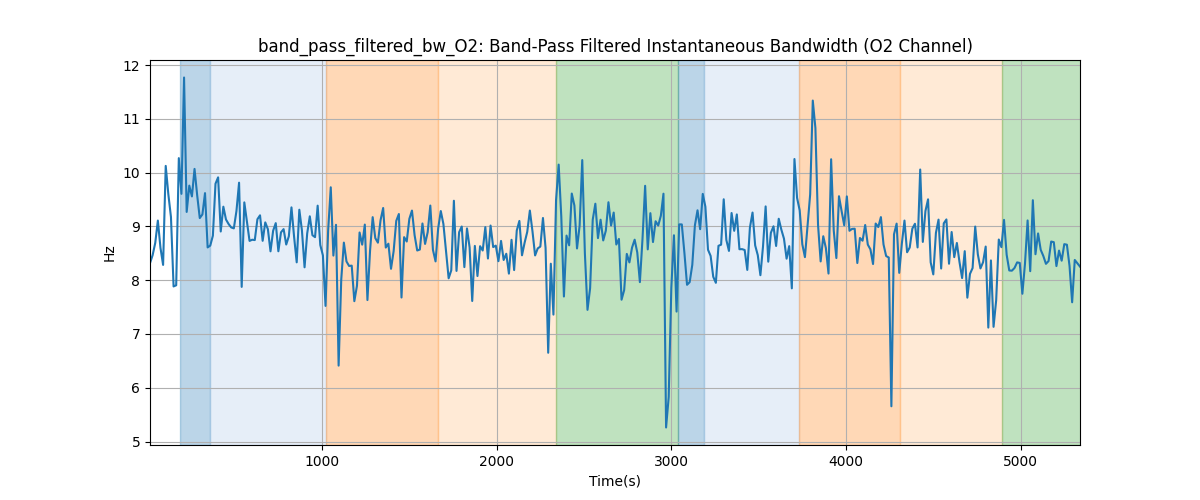 band_pass_filtered_bw_O2: Band-Pass Filtered Instantaneous Bandwidth (O2 Channel)
12
11
10
9
8
7
6
5
Hz
1000 2000 3000 4000 5000
Time(s)